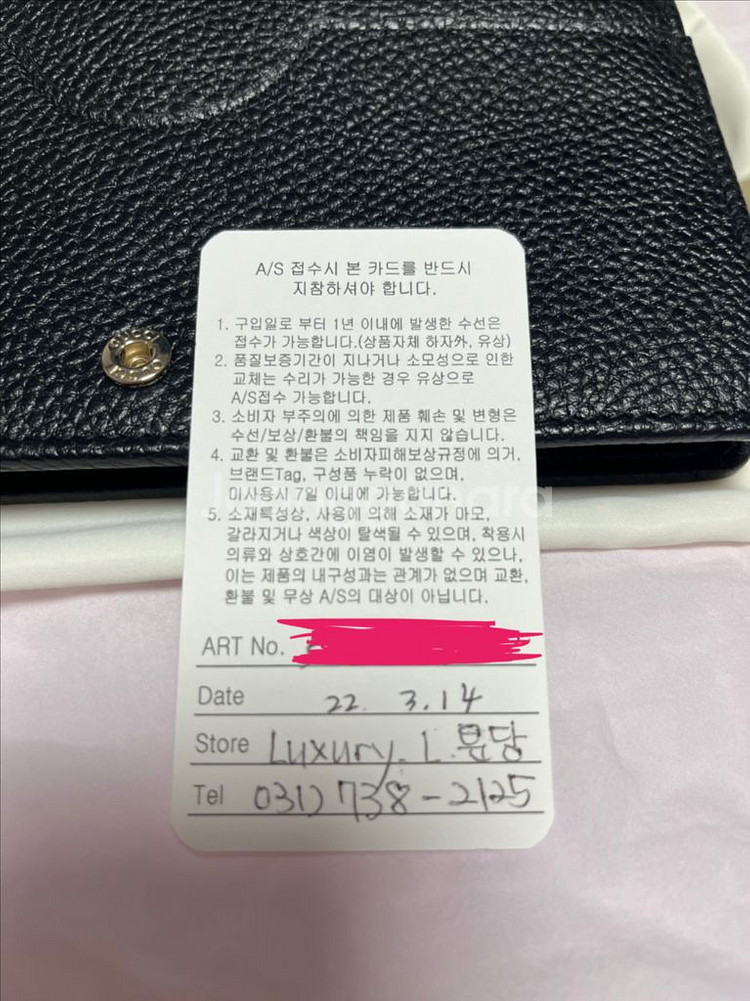 A/S 접수시 본 카드를 반드시
지참하셔야 합니다.
1. 구입일로 부터 1년 이내에 발생한 수선은
접수가 가능합니다.(상품자체 하자外, 유상)
2. 품질보증기간이 지나거나 소모성으로 인한
교체는 수리가 가능한 경우 유상으로
A/S접수 가능합니다.
3. 소비자 부주의에 의한 제품 훼손 및 변형은
수선/보상/환불의 책임을 지지 않습니다.
4. 교환 및 환불은 소비자피해보상규정에 의거,
브랜드Tag, 구성품 누락이 없으며,
미사용시 7일 이내에 가능합니다.
5. 소재특성상, 사용에 의해 소재가 마모,
갈라지거나 색상이 탈색될 수 있으며, 착용시
의류와 상호간에 이염이 발생할 수 있으나,
이는 제품의 내구성과는 관계가 없으며 교환,
환불 및 무상 A/S의 대상이 아닙니다.
ART No.
Date 22. 3.14
Store Luxury. L. 분당
Tel 031) 738-2125